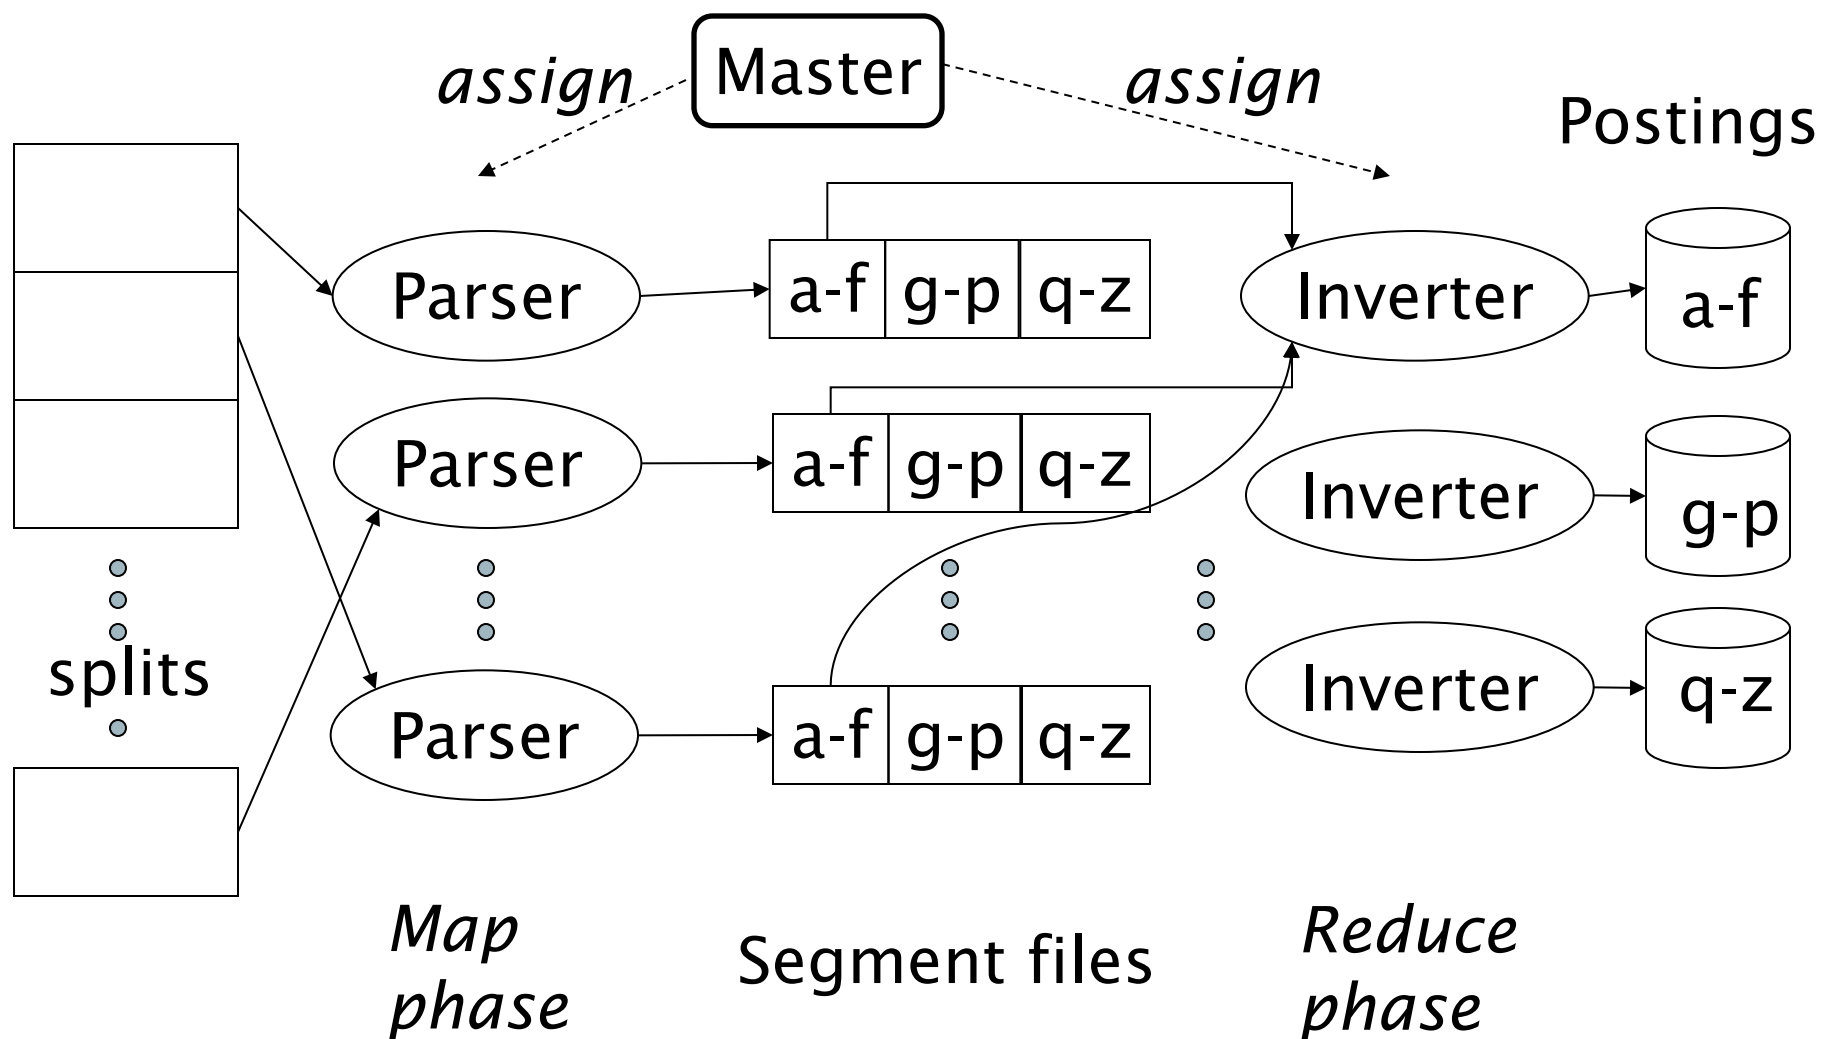 Master
assign
assign
Postings
Parser
a-f g-p q-z
Inverter
a-f
Parser
a-f g-p q-z
Inverter
g-p
splits
Parser
a-f g-p q-z
Inverter
q-z
Map
phase
Segment files
Reduce
phase